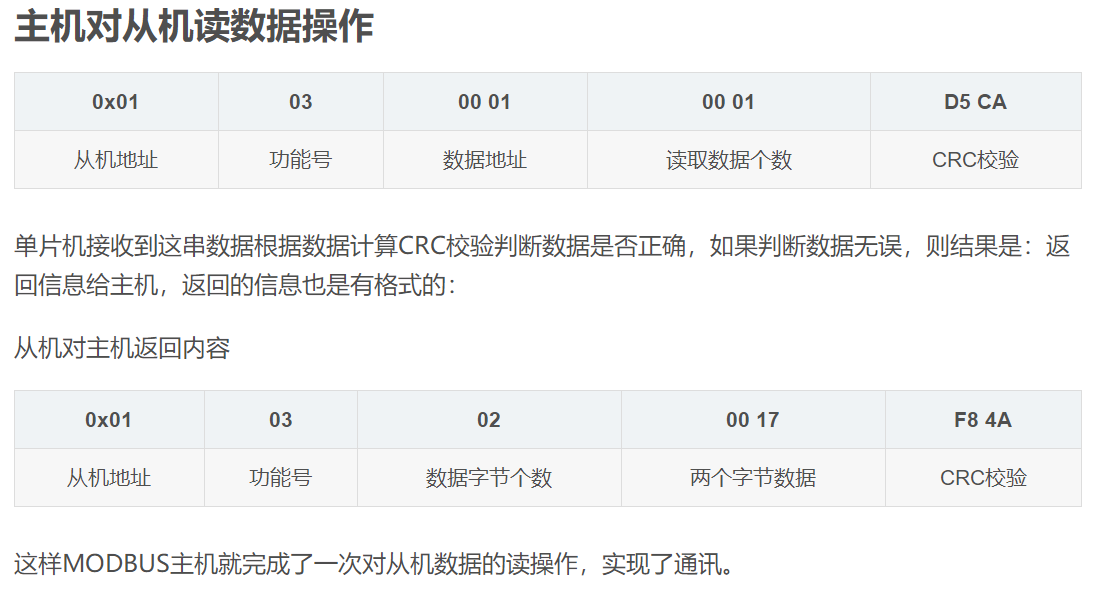 主机对从机读数据操作
0x01 03 00 01 00 01 D5 CA
从机地址 功能号 数据地址 读取数据个数 CRC校验
单片机接收到这串数据根据数据计算CRC校验判断数据是否正确，如果判断数据无误，则结果是：返
回信息给主机，返回的信息也是有格式的：
从机对主机返回内容
0x01 03 02 00 17 F8 4A
从机地址 功能号 数据字节个数 两个字节数据 CRC校验
这样MODBUS主机就完成了一次对从机数据的读操作，实现了通讯。